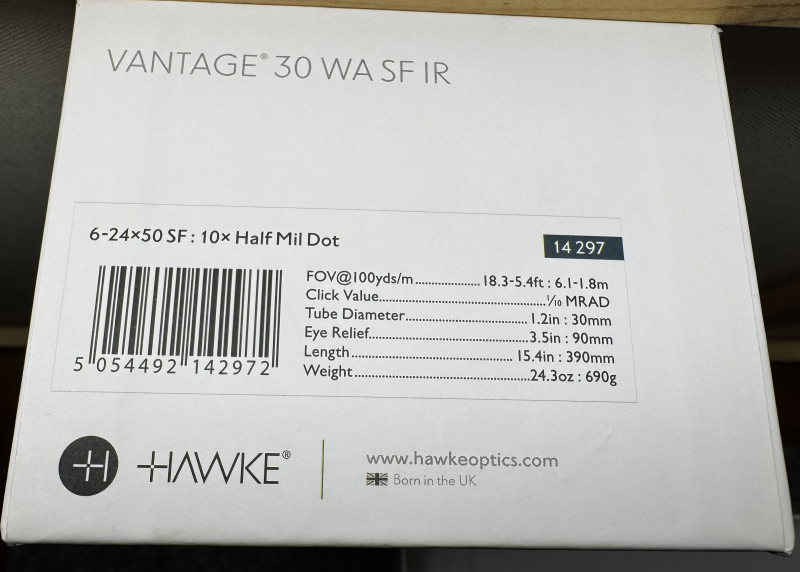 VANTAGE® 30 WA SF IR
6-24×50 SF : 10× Half Mil Dot
14 297
FOV@100yds/m....................18.3-5.4ft : 6.1-1.8m
Click Value....................1⁄10 MRAD
Tube Diameter....................1.2in : 30mm
Eye Relief....................3.5in : 90mm
Length....................15.4in : 390mm
Weight....................24.3oz : 690g
5 054492 142972
HAWKE®
www.hawkeoptics.com
Born in the UK